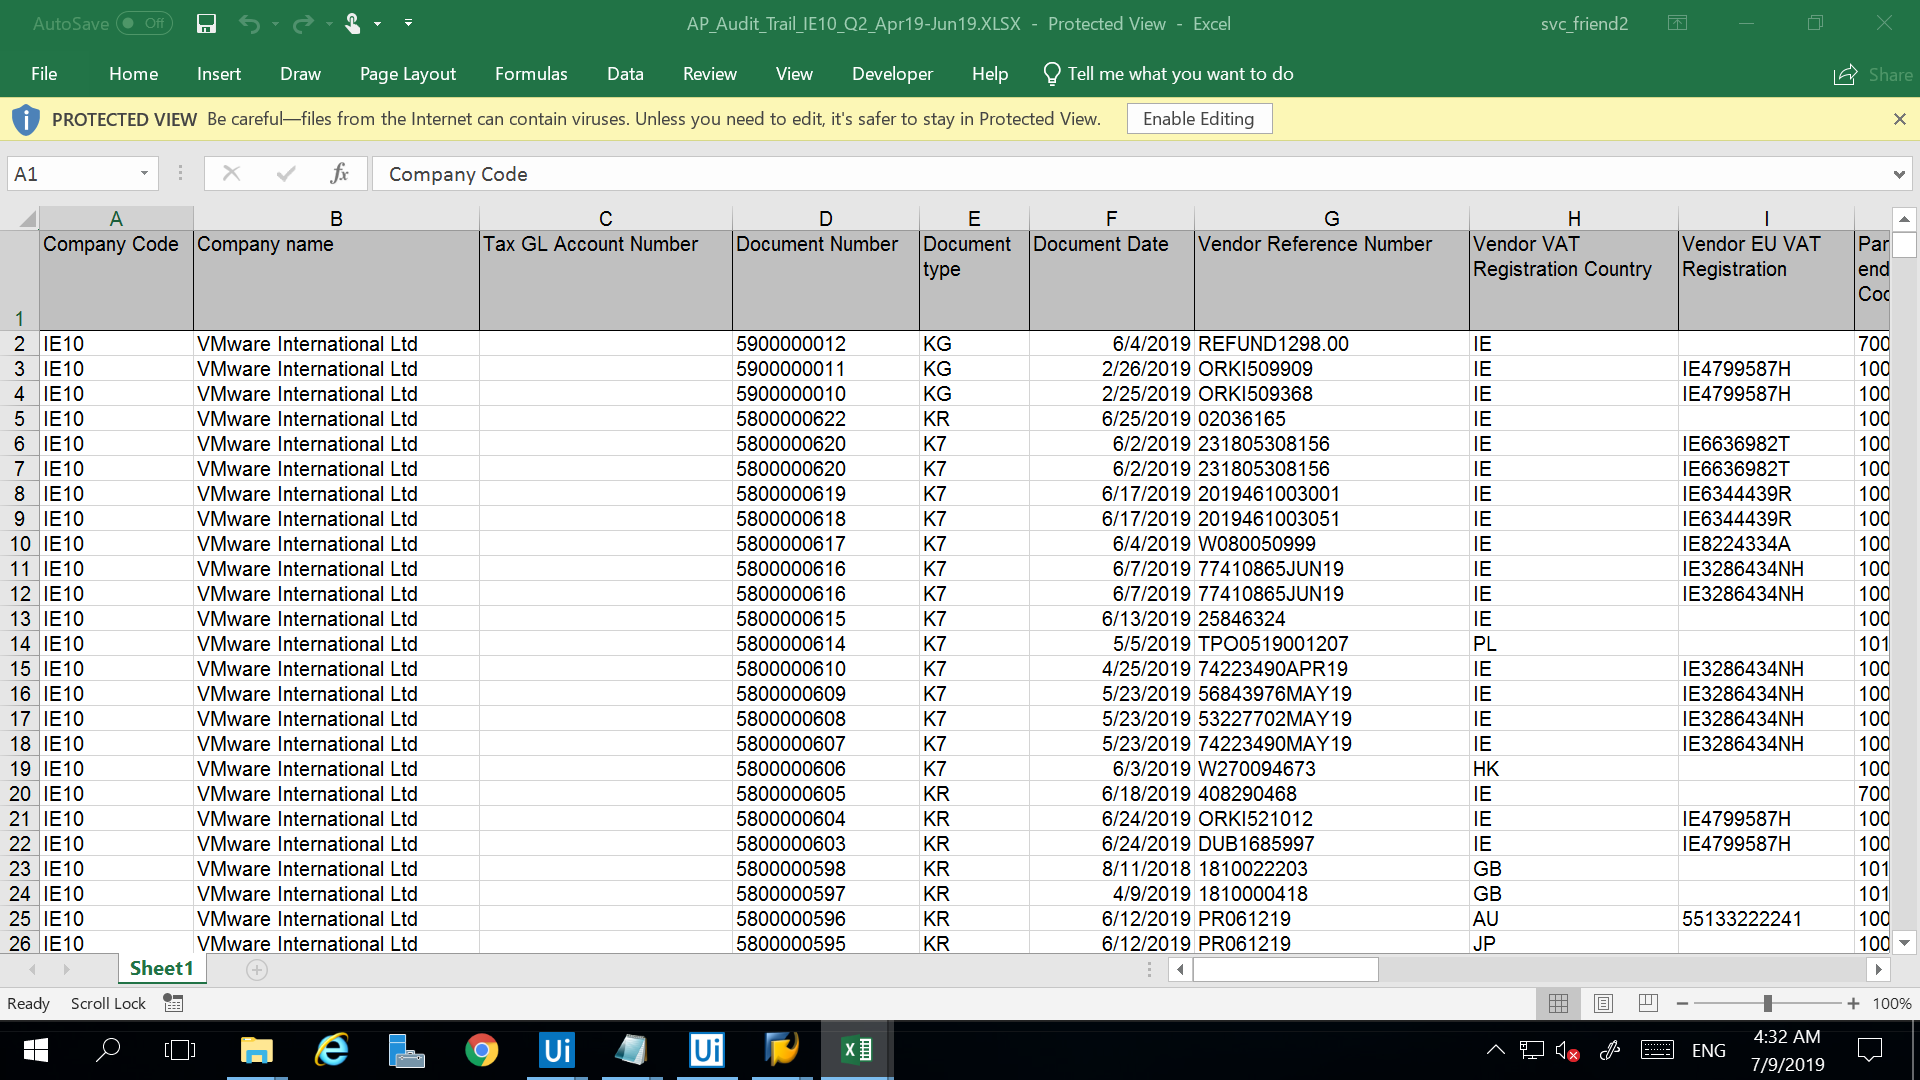 AutoSave Off AP_Audit_Trail_IE10_Q2_Apr19-Jun19.XLSX - Protected View - Excel svc_friend2
File Home Insert Draw Page Layout Formulas Data Review View Developer Help Tell me what you want to do Share
PROTECTED VIEW Be careful—files from the Internet can contain viruses. Unless you need to edit, it's safer to stay in Protected View. Enable Editing
A1 fx Company Code
A B C D E F G H I
1 Company Code Company name Tax GL Account Number Document Number Document type Document Date Vendor Reference Number Vendor VAT Registration Country Vendor EU VAT Registration Par end Coc
2 IE10 VMware International Ltd 5900000012 KG 6/4/2019 REFUND1298.00 IE 700
3 IE10 VMware International Ltd 5900000011 KG 2/26/2019 ORKI509909 IE IE4799587H 100
4 IE10 VMware International Ltd 5900000010 KG 2/25/2019 ORKI509368 IE IE4799587H 100
5 IE10 VMware International Ltd 5800000622 KR 6/25/2019 02036165 IE 100
6 IE10 VMware International Ltd 5800000620 K7 6/2/2019 231805308156 IE IE6636982T 100
7 IE10 VMware International Ltd 5800000620 K7 6/2/2019 231805308156 IE IE6636982T 100
8 IE10 VMware International Ltd 5800000619 K7 6/17/2019 2019461003001 IE IE6344439R 100
9 IE10 VMware International Ltd 5800000618 K7 6/17/2019 2019461003051 IE IE6344439R 100
10 IE10 VMware International Ltd 5800000617 K7 6/4/2019 W080050999 IE IE8224334A 100
11 IE10 VMware International Ltd 5800000616 K7 6/7/2019 77410865JUN19 IE IE3286434NH 100
12 IE10 VMware International Ltd 5800000616 K7 6/7/2019 77410865JUN19 IE IE3286434NH 100
13 IE10 VMware International Ltd 5800000615 K7 6/13/2019 25846324 IE 100
14 IE10 VMware International Ltd 5800000614 K7 5/5/2019 TPO0519001207 PL 101
15 IE10 VMware International Ltd 5800000610 K7 4/25/2019 74223490APR19 IE IE3286434NH 100
16 IE10 VMware International Ltd 5800000609 K7 5/23/2019 56843976MAY19 IE IE3286434NH 100
17 IE10 VMware International Ltd 5800000608 K7 5/23/2019 53227702MAY19 IE IE3286434NH 100
18 IE10 VMware International Ltd 5800000607 K7 5/23/2019 74223490MAY19 IE IE3286434NH 100
19 IE10 VMware International Ltd 5800000606 K7 6/3/2019 W270094673 HK 100
20 IE10 VMware International Ltd 5800000605 KR 6/18/2019 408290468 IE 700
21 IE10 VMware International Ltd 5800000604 KR 6/24/2019 ORKI521012 IE IE4799587H 100
22 IE10 VMware International Ltd 5800000603 KR 6/24/2019 DUB1685997 IE IE4799587H 100
23 IE10 VMware International Ltd 5800000598 KR 8/11/2018 1810022203 GB 101
24 IE10 VMware International Ltd 5800000597 KR 4/9/2019 1810000418 GB 101
25 IE10 VMware International Ltd 5800000596 KR 6/12/2019 PR061219 AU 55133222241 100
26 IE10 VMware International Ltd 5800000595 KR 6/12/2019 PR061219 JP 100
Sheet1
Ready Scroll Lock 100%
Ui Ui ENG 4:32 AM
7/9/2019